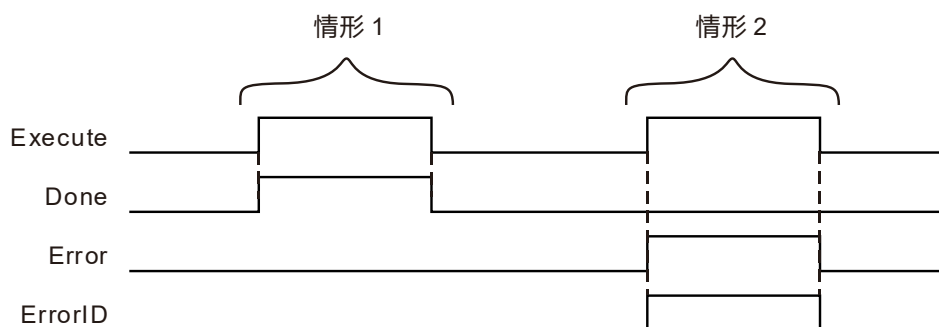 情形 1
情形 2
Execute
Done
Error
ErrorID